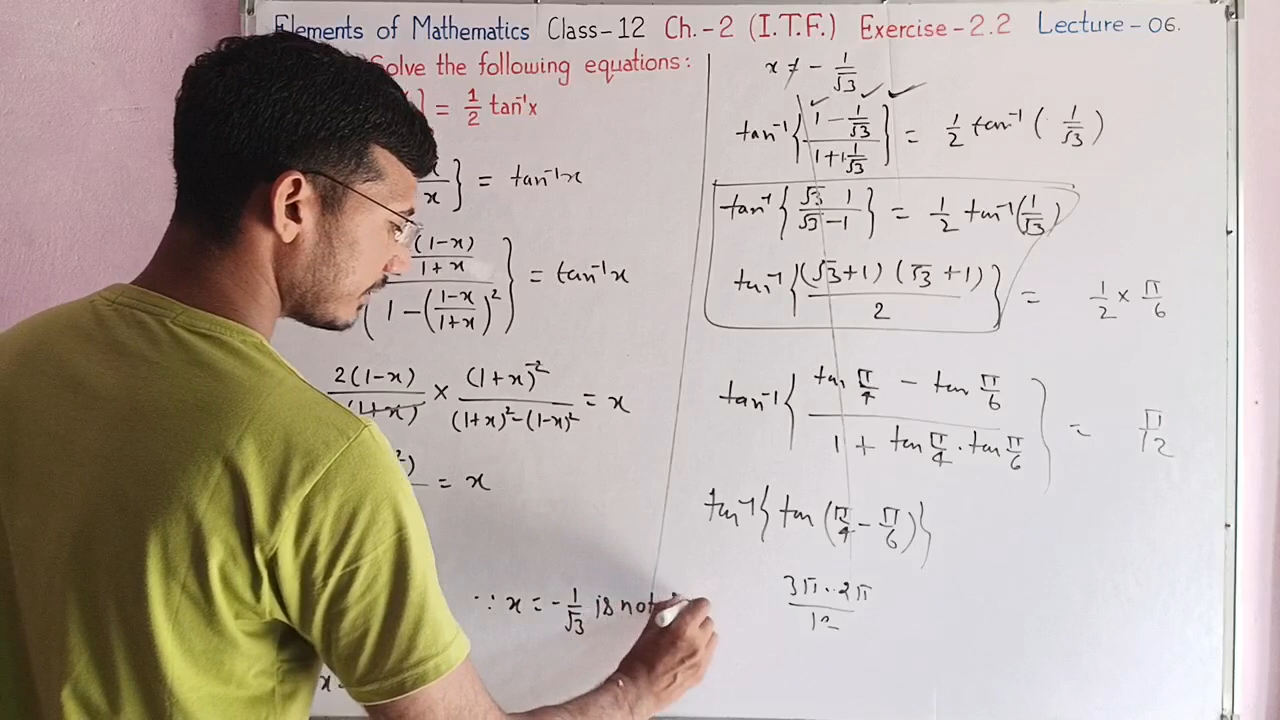 Elements of Mathematics Class-12 Ch.-2 (I.T.F.) Exercise-2.2 Lecture-06.
Solve the following equations:
] = 1/2 tan⁻¹x
x/x} = tan⁻¹x
(1-x)/(1+x) / (1-((1-x)/(1+x))²)} = tan⁻¹x
2(1-x)/(1+x) × (1+x)²/((1+x)²-(1-x)²) = x
²) = x
∵ x = -1/√3 is not
x
x ≠ -1/√3
tan⁻¹{(1-1/√3)/(1+1 1/√3)} = 1/2 tan⁻¹(1/√3)
tan⁻¹{(√3 1)/(√3-1)} = 1/2 tan⁻¹(1/√3)
tan⁻¹{(√3+1)(√3+1)/2} = 1/2 × π/6
tan⁻¹{(tan π/4 - tan π/6)/(1 + tan π/4 · tan π/6)} = π/12
tan⁻¹{tan(π/4 - π/6)}
(3π-2π)/12